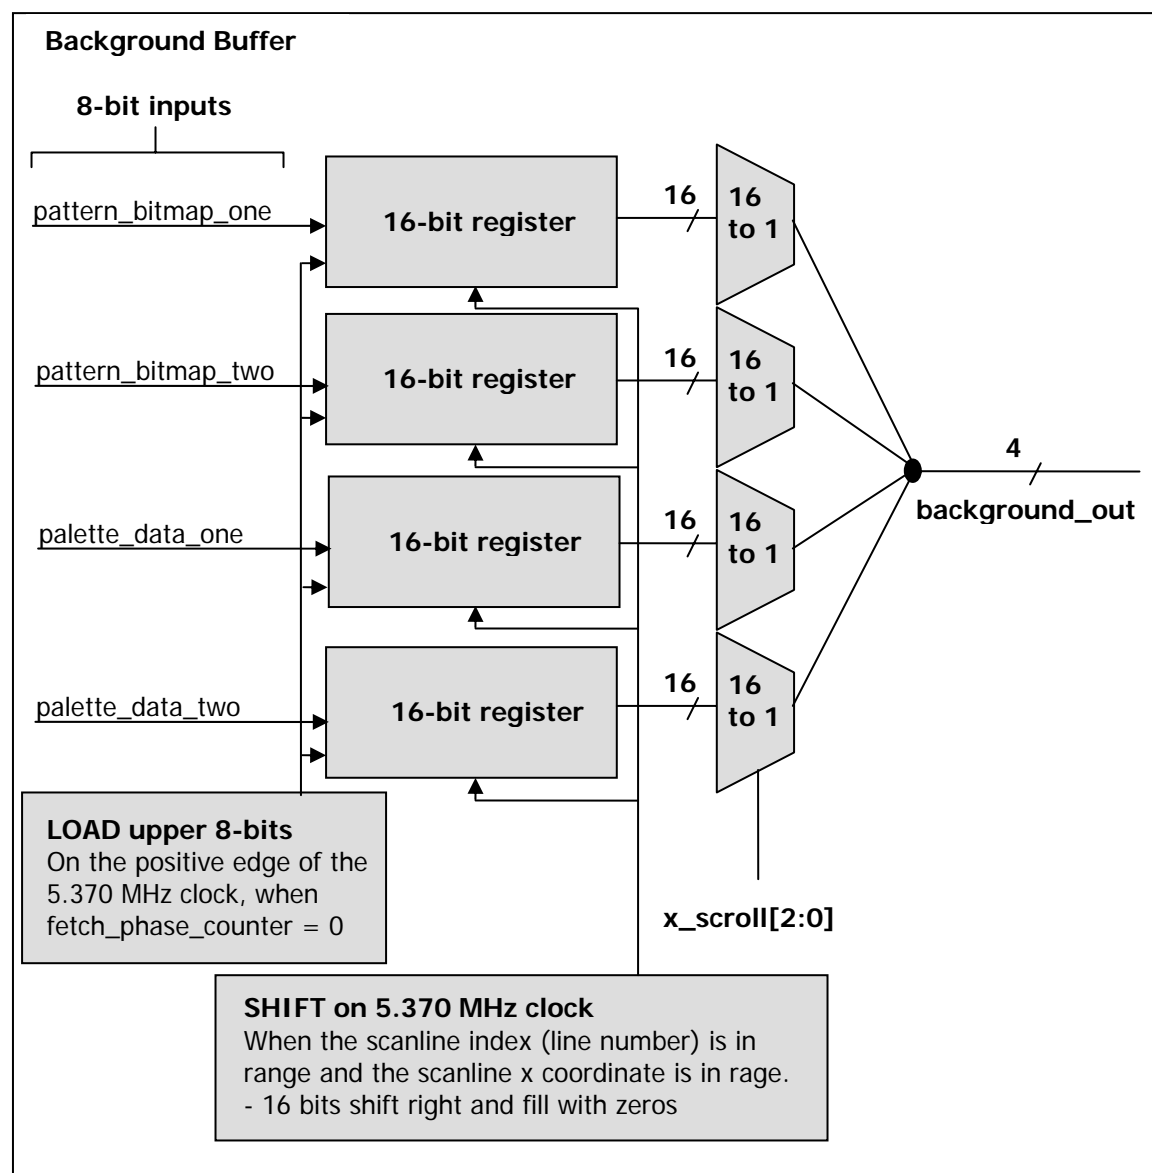 Background Buffer
8-bit inputs
pattern_bitmap_one
16-bit register
16
16
to 1
pattern_bitmap_two
16-bit register
16
16
to 1
4
background_out
palette_data_one
16-bit register
16
16
to 1
palette_data_two
16-bit register
16
16
to 1
LOAD upper 8-bits
On the positive edge of the
5.370 MHz clock, when
fetch_phase_counter = 0
x_scroll[2:0]
SHIFT on 5.370 MHz clock
When the scanline index (line number) is in
range and the scanline x coordinate is in rage.
- 16 bits shift right and fill with zeros